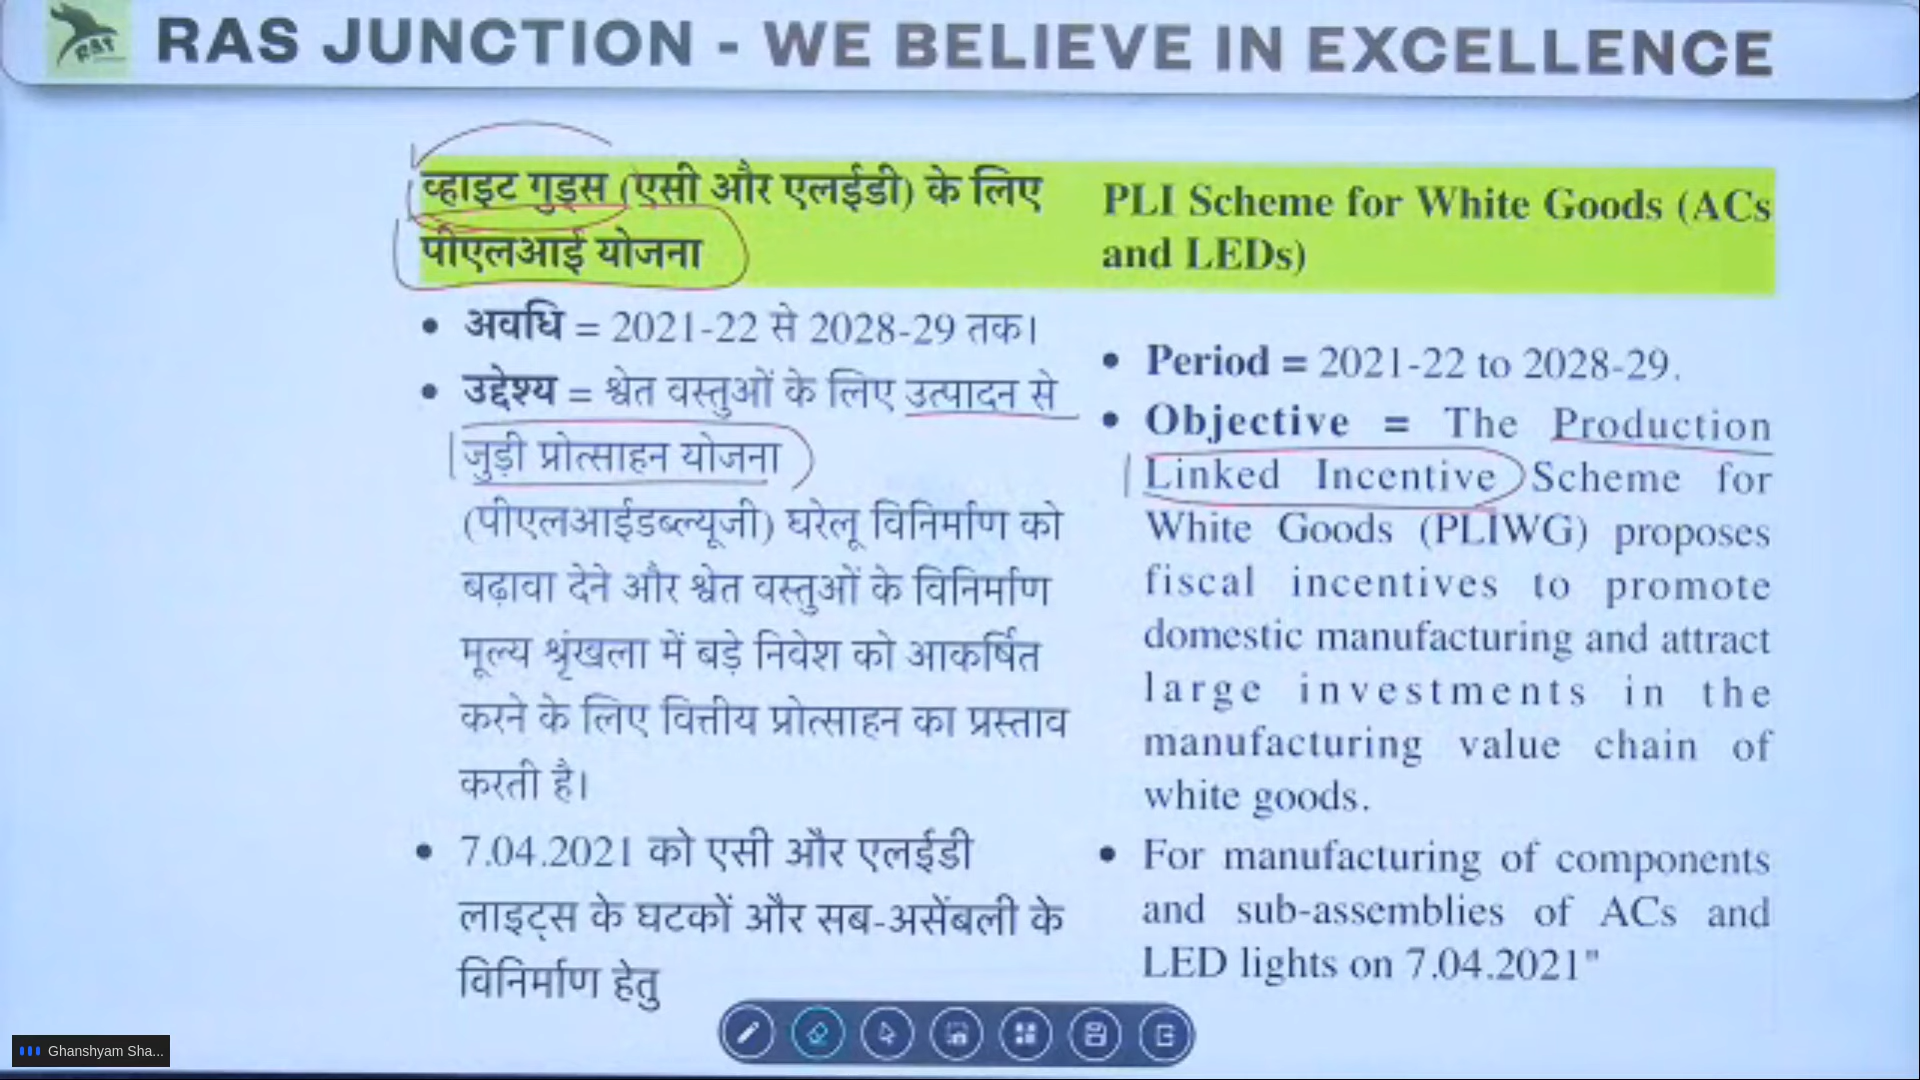 RAS JUNCTION - WE BELIEVE IN EXCELLENCE
व्हाइट गुड्स (एसी और एलईडी) के लिए
पीएलआई योजना
• अवधि = 2021-22 से 2028-29 तक।
• उद्देश्य = श्वेत वस्तुओं के लिए उत्पादन से
जुड़ी प्रोत्साहन योजना
(पीएलआईडब्ल्यूजी) घरेलू विनिर्माण को
बढ़ावा देने और श्वेत वस्तुओं के विनिर्माण
मूल्य श्रृंखला में बड़े निवेश को आकर्षित
करने के लिए वित्तीय प्रोत्साहन का प्रस्ताव
करती है।
• 7.04.2021 को एसी और एलईडी
लाइट्स के घटकों और सब-असेंबली के
विनिर्माण हेतु
PLI Scheme for White Goods (ACs
and LEDs)
• Period = 2021-22 to 2028-29.
• Objective = The Production
Linked Incentive Scheme for
White Goods (PLIWG) proposes
fiscal incentives to promote
domestic manufacturing and attract
large investments in the
manufacturing value chain of
white goods.
• For manufacturing of components
and sub-assemblies of ACs and
LED lights on 7.04.2021"
Ghanshyam Sha...